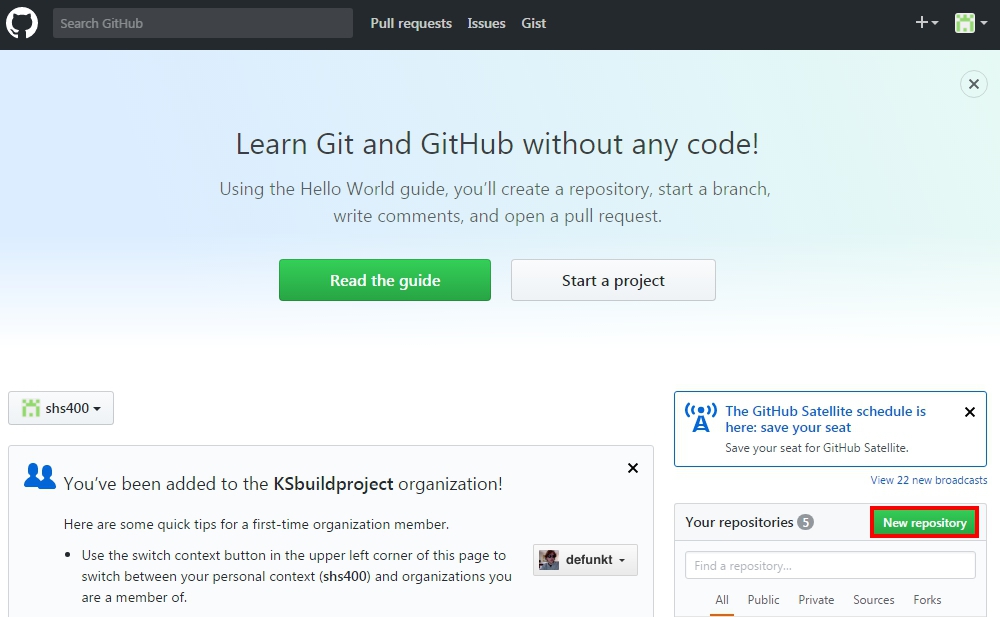 Search GitHub
Pull requests
Issues
Gist
Learn Git and GitHub without any code!
Using the Hello World guide, you’ll create a repository, start a branch,
write comments, and open a pull request.
Read the guide
Start a project
shs400
You’ve been added to the KSbuildproject organization!
Here are some quick tips for a first-time organization member.
• Use the switch context button in the upper left corner of this page to
switch between your personal context (shs400) and organizations you
are a member of.
defunkt
The GitHub Satellite schedule is
here: save your seat
Save your seat for GitHub Satellite.
View 22 new broadcasts
Your repositories 5
New repository
Find a repository...
All
Public
Private
Sources
Forks